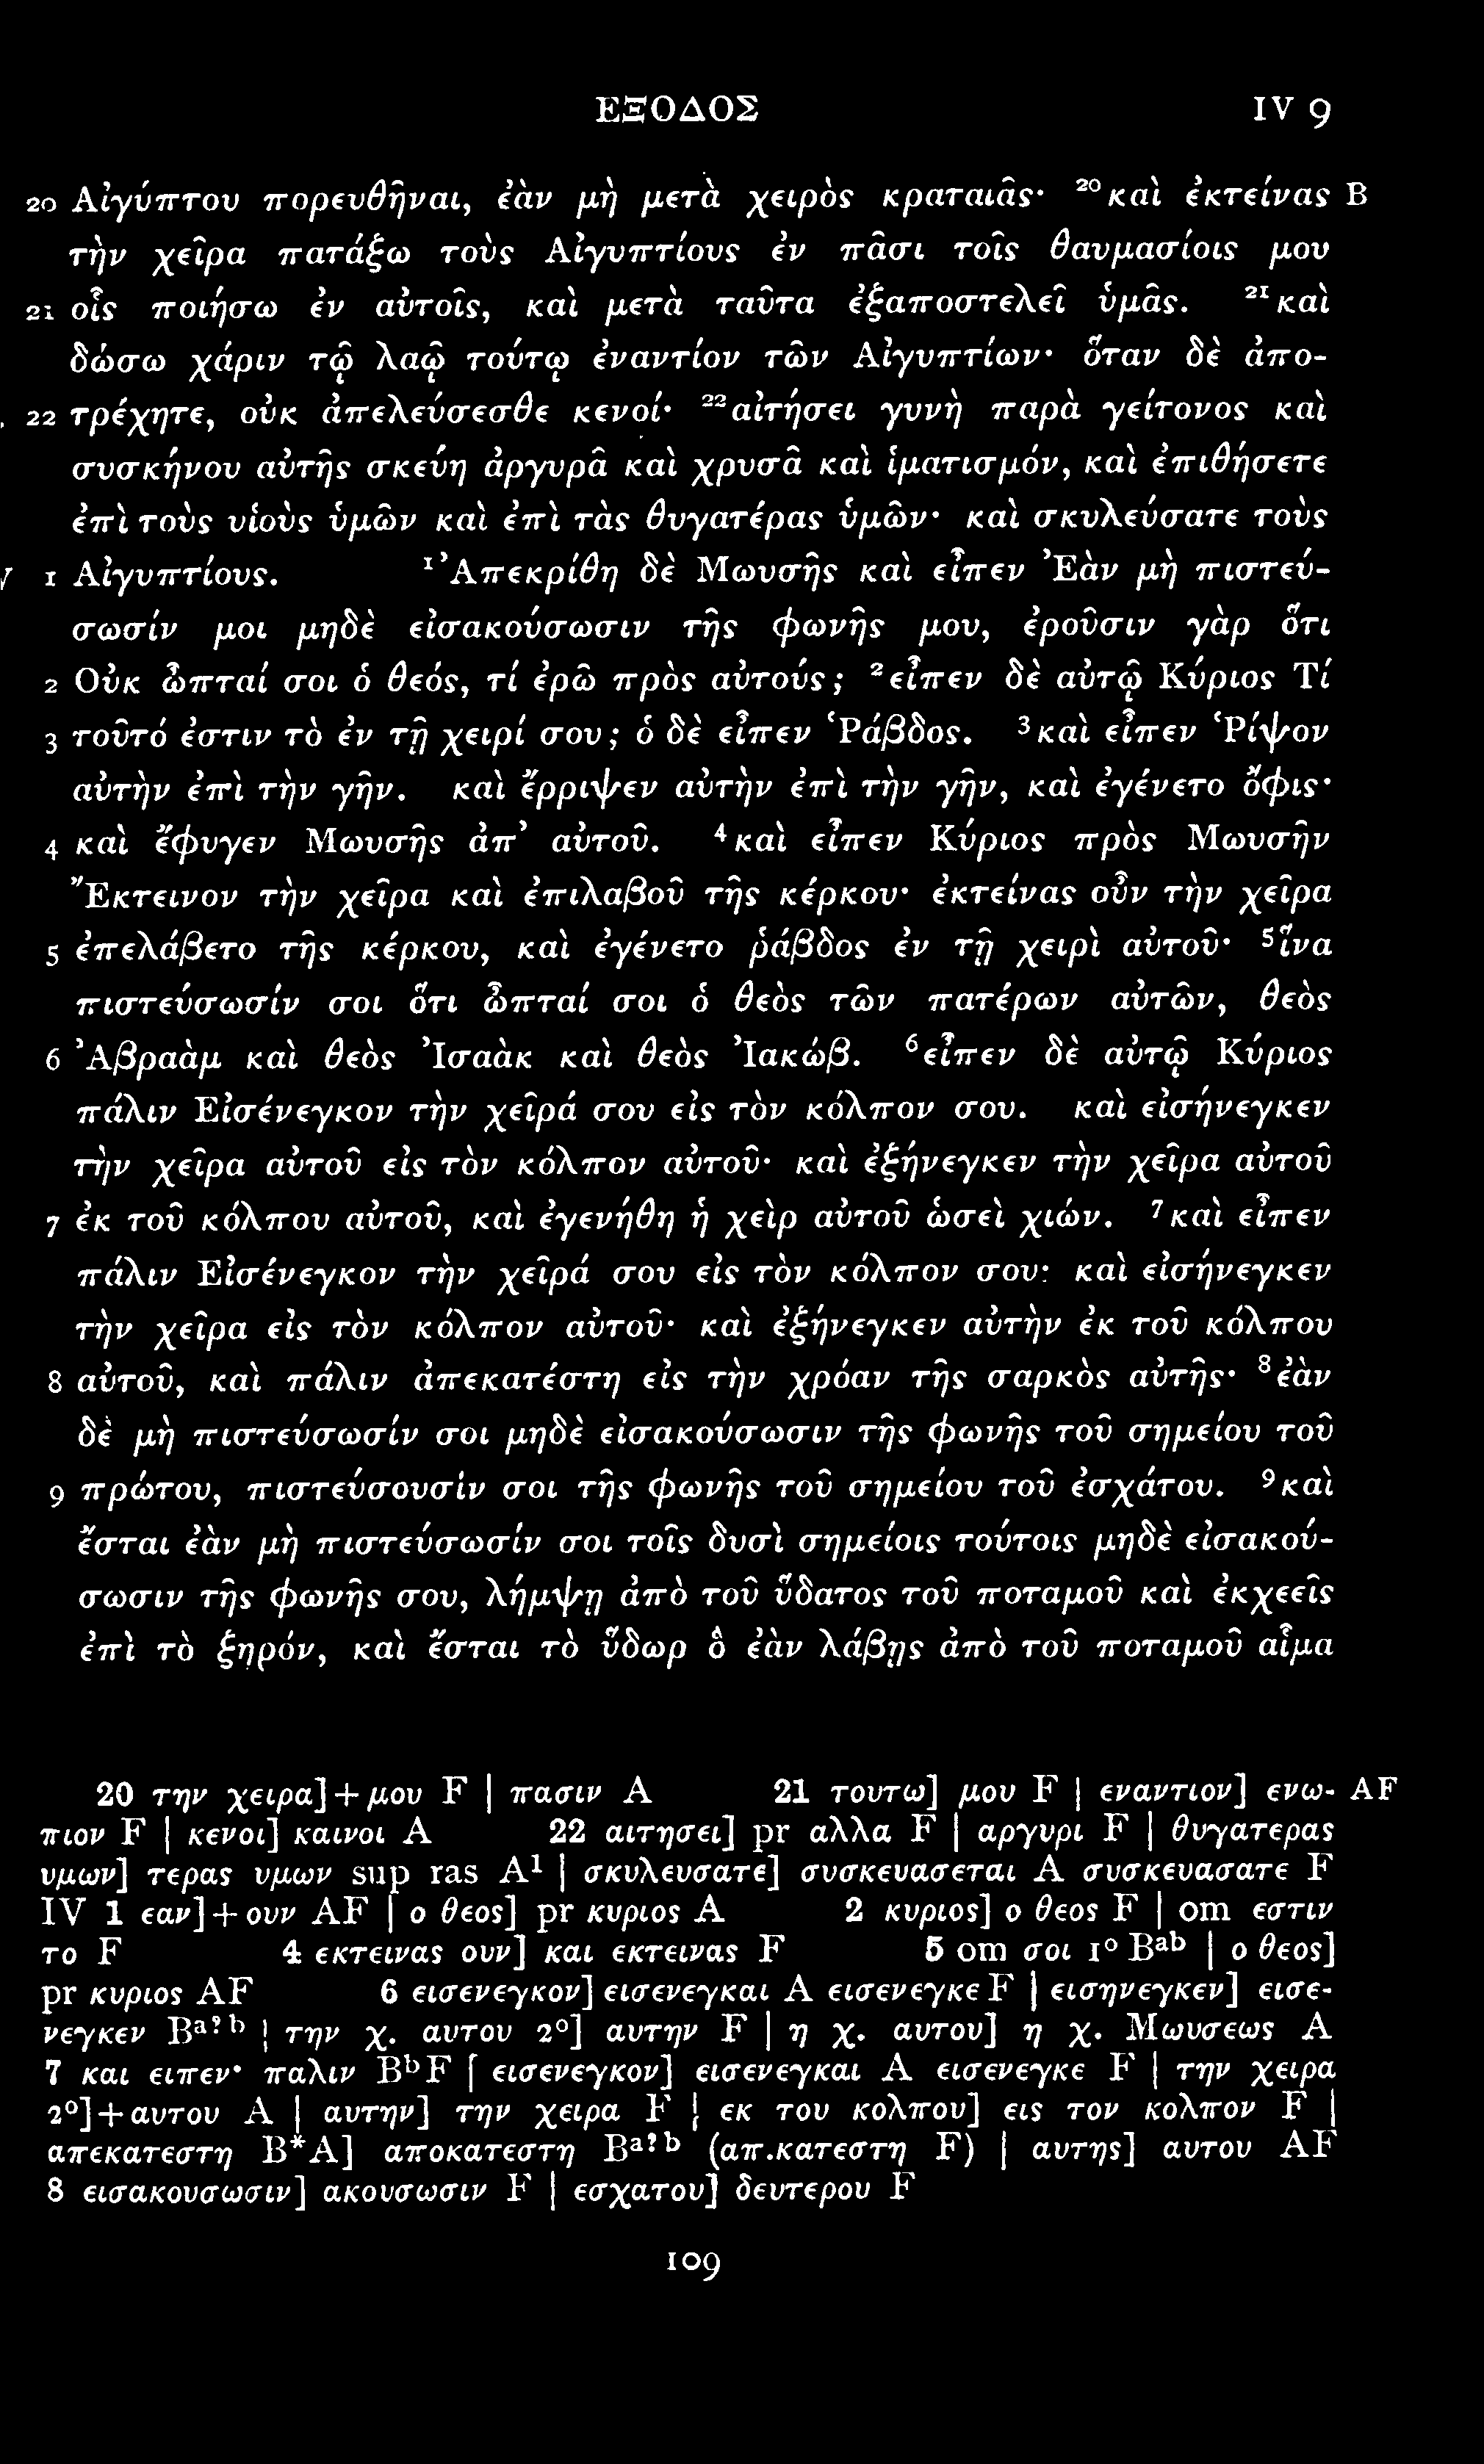 ΕΞΟΔΟΣ IV 9
20 Αἰγύπτου πορευθῆναι, ἐὰν μὴ μετὰ χειρὸς κραταιᾶς· ²⁰καὶ ἐκτείνας B
τὴν χεῖρα πατάξω τοὺς Αἰγυπτίους ἐν πᾶσι τοῖς θαυμασίοις μου
21 οἷς ποιήσω ἐν αὐτοῖς, καὶ μετὰ ταῦτα ἐξαποστελεῖ ὑμᾶς. ²¹καὶ
δώσω χάριν τῷ λαῷ τούτῳ ἐναντίον τῶν Αἰγυπτίων· ὅταν δὲ ἀπο-
22 τρέχητε, οὐκ ἀπελεύσεσθε κενοί· ²²αἰτήσει γυνὴ παρὰ γείτονος καὶ
συσκήνου αὐτῆς σκεύη ἀργυρᾶ καὶ χρυσᾶ καὶ ἱματισμόν, καὶ ἐπιθήσετε
ἐπὶ τοὺς υἱοὺς ὑμῶν καὶ ἐπὶ τὰς θυγατέρας ὑμῶν· καὶ σκυλεύσατε τοὺς
1 Αἰγυπτίους. ¹Ἀπεκρίθη δὲ Μωυσῆς καὶ εἶπεν Ἐὰν μὴ πιστεύ-
σωσίν μοι μηδὲ εἰσακούσωσιν τῆς φωνῆς μου, ἐροῦσιν γὰρ ὅτι
2 Οὐκ ὦπταί σοι ὁ θεός, τί ἐρῶ πρὸς αὐτούς; ²εἶπεν δὲ αὐτῷ Κύριος Τί
3 τοῦτό ἐστιν τὸ ἐν τῇ χειρί σου; ὁ δὲ εἶπεν Ῥάβδος. ³καὶ εἶπεν Ῥίψον
αὐτὴν ἐπὶ τὴν γῆν. καὶ ἔρριψεν αὐτὴν ἐπὶ τὴν γῆν, καὶ ἐγένετο ὄφις·
4 καὶ ἔφυγεν Μωυσῆς ἀπ’ αὐτοῦ. ⁴καὶ εἶπεν Κύριος πρὸς Μωυσῆν
Ἔκτεινον τὴν χεῖρα καὶ ἐπιλαβοῦ τῆς κέρκου· ἐκτείνας οὖν τὴν χεῖρα
5 ἐπελάβετο τῆς κέρκου, καὶ ἐγένετο ῥάβδος ἐν τῇ χειρὶ αὐτοῦ· ⁵ἵνα
πιστεύσωσίν σοι ὅτι ὦπταί σοι ὁ θεὸς τῶν πατέρων αὐτῶν, θεὸς
6 Ἀβραὰμ καὶ θεὸς Ἰσαὰκ καὶ θεὸς Ἰακώβ. ⁶εἶπεν δὲ αὐτῷ Κύριος
πάλιν Εἰσένεγκον τὴν χεῖρά σου εἰς τὸν κόλπον σου. καὶ εἰσήνεγκεν
τὴν χεῖρα αὐτοῦ εἰς τὸν κόλπον αὐτοῦ· καὶ ἐξήνεγκεν τὴν χεῖρα αὐτοῦ
7 ἐκ τοῦ κόλπου αὐτοῦ, καὶ ἐγενήθη ἡ χεὶρ αὐτοῦ ὡσεὶ χιών. ⁷καὶ εἶπεν
πάλιν Εἰσένεγκον τὴν χεῖρά σου εἰς τὸν κόλπον σου· καὶ εἰσήνεγκεν
τὴν χεῖρα εἰς τὸν κόλπον αὐτοῦ· καὶ ἐξήνεγκεν αὐτὴν ἐκ τοῦ κόλπου
8 αὐτοῦ, καὶ πάλιν ἀπεκατέστη εἰς τὴν χρόαν τῆς σαρκὸς αὐτῆς· ⁸ἐὰν
δὲ μὴ πιστεύσωσίν σοι μηδὲ εἰσακούσωσιν τῆς φωνῆς τοῦ σημείου τοῦ
9 πρώτου, πιστεύσουσίν σοι τῆς φωνῆς τοῦ σημείου τοῦ ἐσχάτου. ⁹καὶ
ἔσται ἐὰν μὴ πιστεύσωσίν σοι τοῖς δυσὶ σημείοις τούτοις μηδὲ εἰσακού-
σωσιν τῆς φωνῆς σου, λήμψῃ ἀπὸ τοῦ ὕδατος τοῦ ποταμοῦ καὶ ἐκχεεῖς
ἐπὶ τὸ ξηρόν, καὶ ἔσται τὸ ὕδωρ ὃ ἐὰν λάβῃς ἀπὸ τοῦ ποταμοῦ αἷμα
20 την χειρα]+μου F | πασιν A 21 τουτω] μου F | εναντιον] ενω- AF
πιον F | κενοι] καινοι A 22 αιτησει] pr αλλα F | αργυρι F | θυγατερας
υμων] τερας υμων sup ras A¹ | σκυλευσατε] συσκευασεται A συσκευασατε F
IV 1 εαν]+ουν AF | ο θεος] pr κυριος A 2 κυριος] ο θεος F | om εστιν
το F 4 εκτεινας ουν] και εκτεινας F 5 om σοι 1º Bᵃᵇ | ο θεος]
pr κυριος AF 6 εισενεγκον] εισενεγκαι A εισενεγκε F | εισηνεγκεν] εισε-
νεγκεν Bᵃ?ᵇ | την χ. αυτου 2º] αυτην F | η χ. αυτου] η χ. Μωυσεως A
7 και ειπεν· παλιν BᵇF | εισενεγκον] εισενεγκαι A εισενεγκε F | την χειρα
2º]+αυτου A | αυτην] την χειρα F | εκ του κολπου] εις τον κολπον F |
απεκατεστη B*A] αποκατεστη Bᵃ?ᵇ (απ.κατεστη F) | αυτης] αυτου AF
8 εισακουσωσιν] ακουσωσιν F | εσχατου] δευτερου F
109